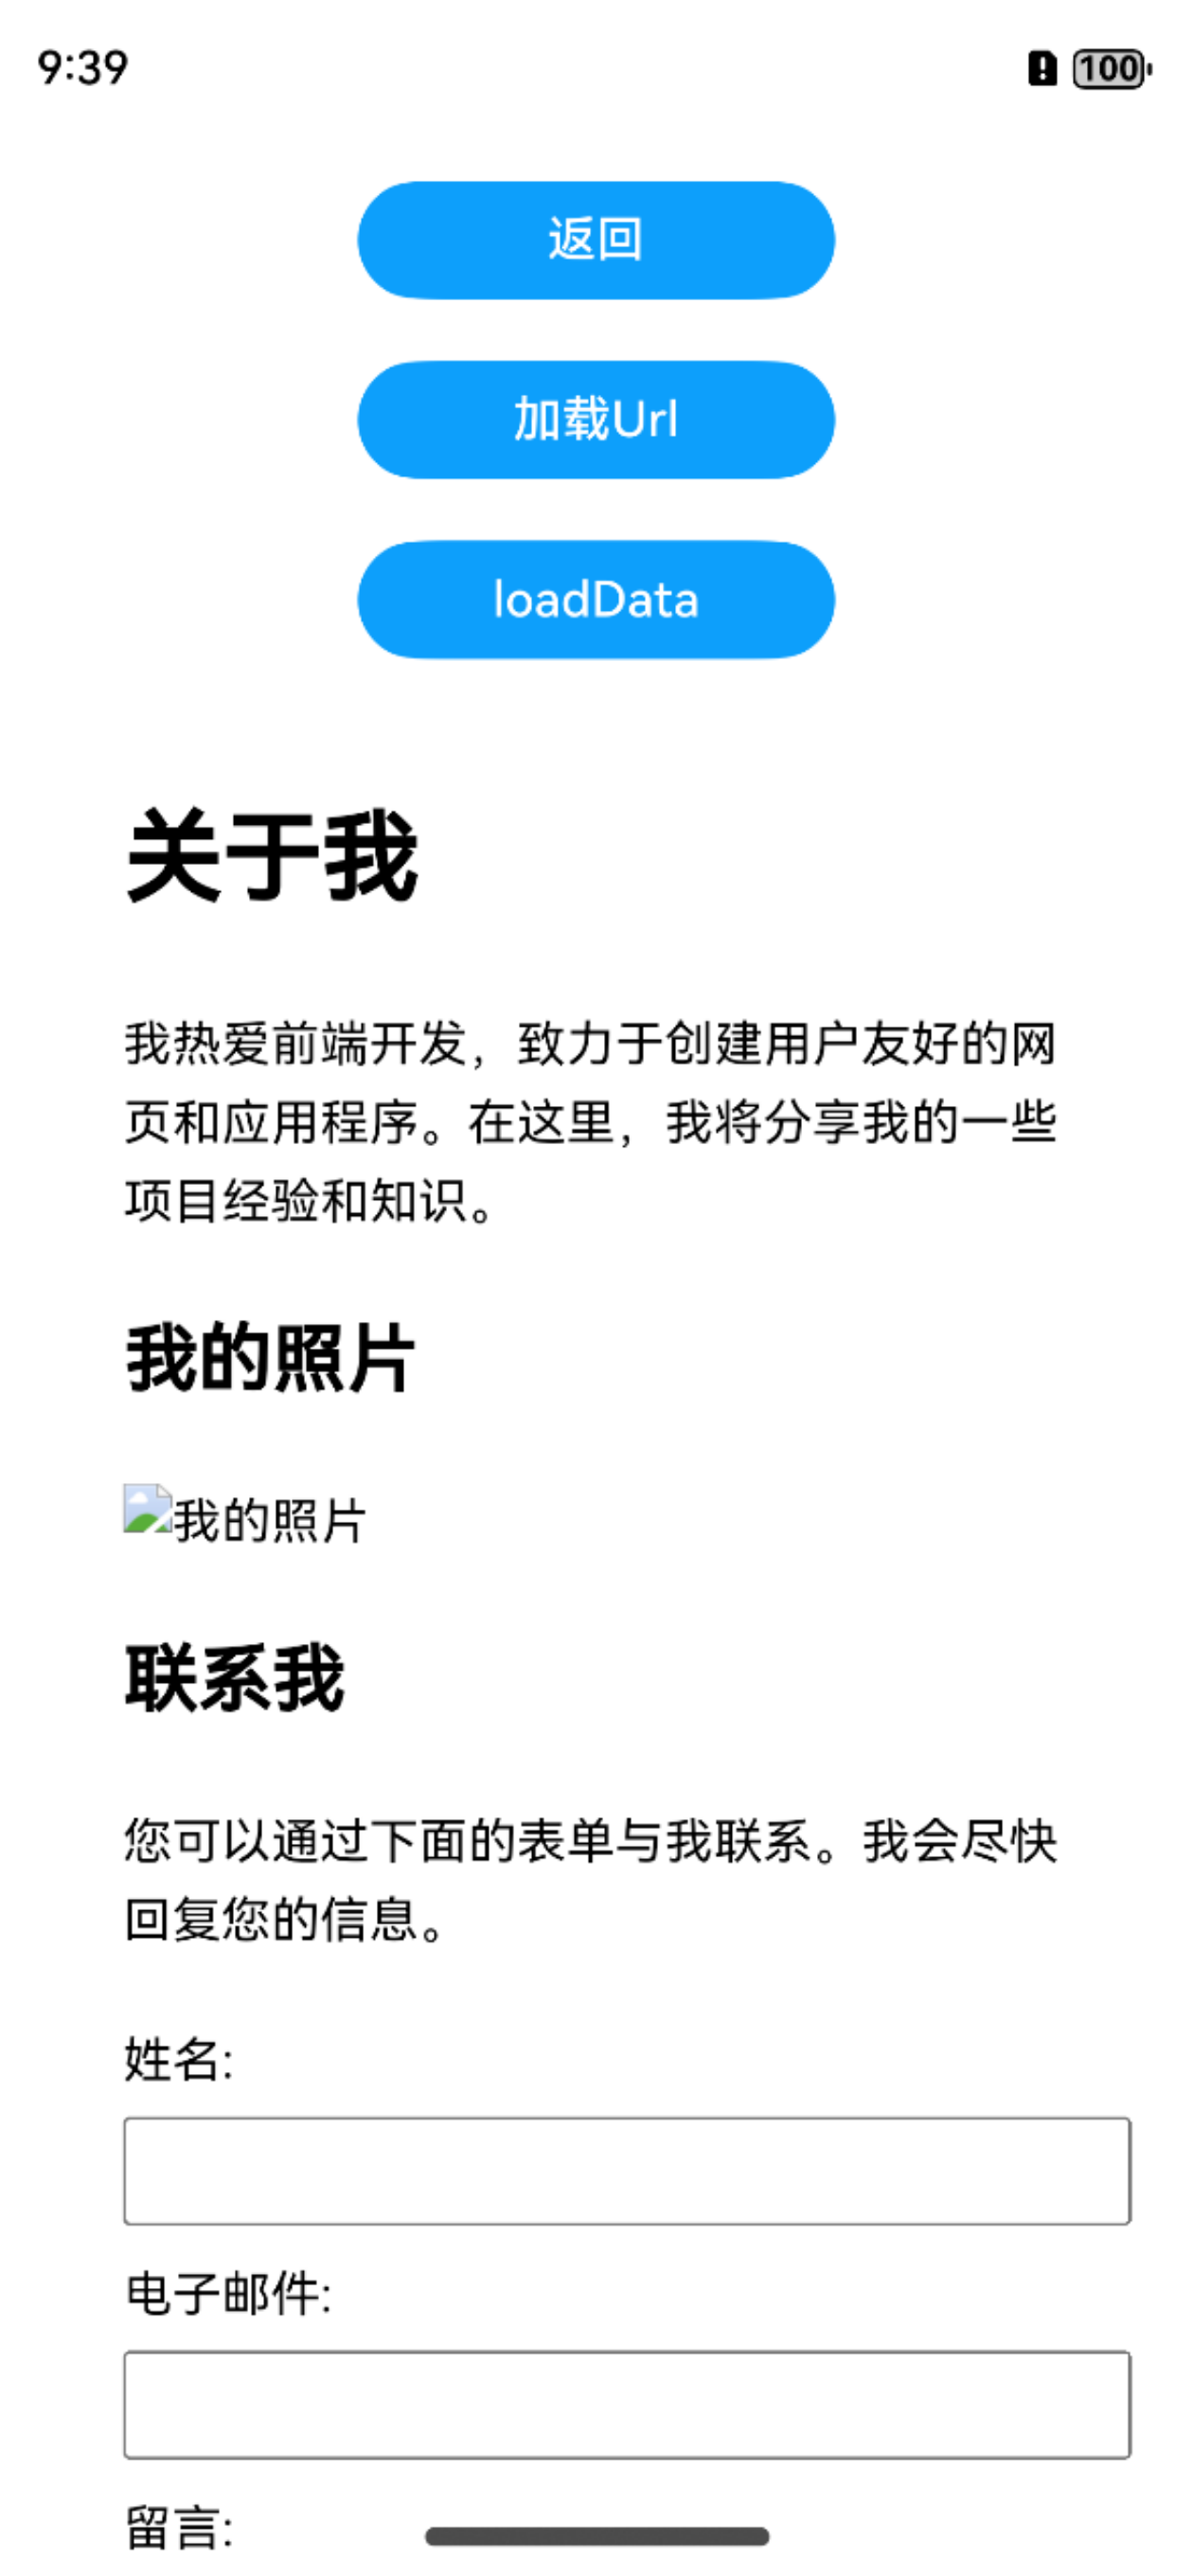 9:39
100
返回
加载Url
loadData
关于我
我热爱前端开发，致力于创建用户友好的网
页和应用程序。在这里，我将分享我的一些
项目经验和知识。
我的照片
我的照片
联系我
您可以通过下面的表单与我联系。我会尽快
回复您的信息。
姓名:
电子邮件:
留言: